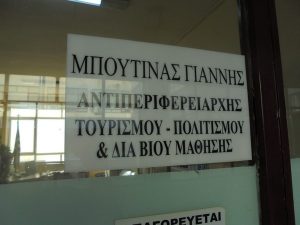 ΜΠΟΥΤΙΝΑΣ ΓΙΑΝΝΗΣ
ΑΝΤΙΠΕΡΙΦΕΡΕΙΑΡΧΗΣ
ΤΟΥΡΙΣΜΟΥ - ΠΟΛΙΤΙΣΜΟΥ
& ΔΙΑ ΒΙΟΥ ΜΑΘΗΣΗΣ